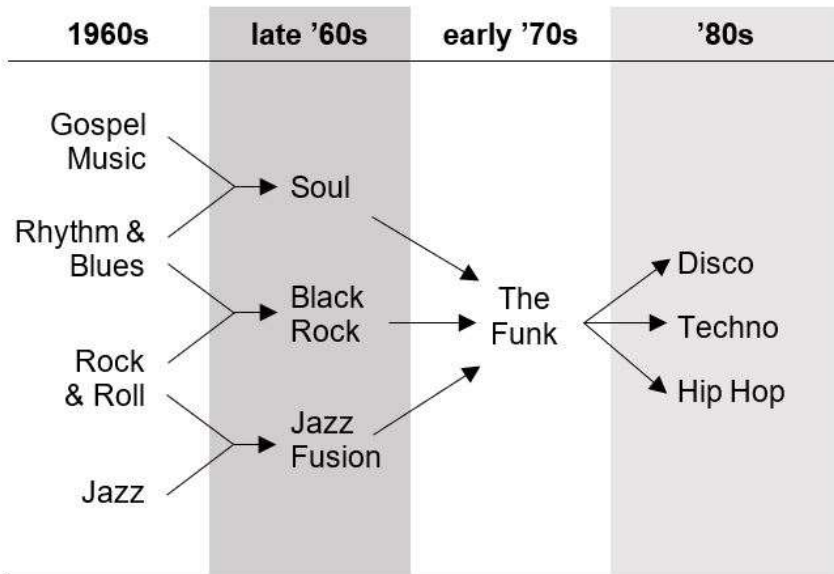 1960s
late ’60s
early ’70s
’80s
Gospel
Music
Rhythm &
Blues
Rock
& Roll
Jazz
Soul
Black
Rock
Jazz
Fusion
The
Funk
Disco
Techno
Hip Hop